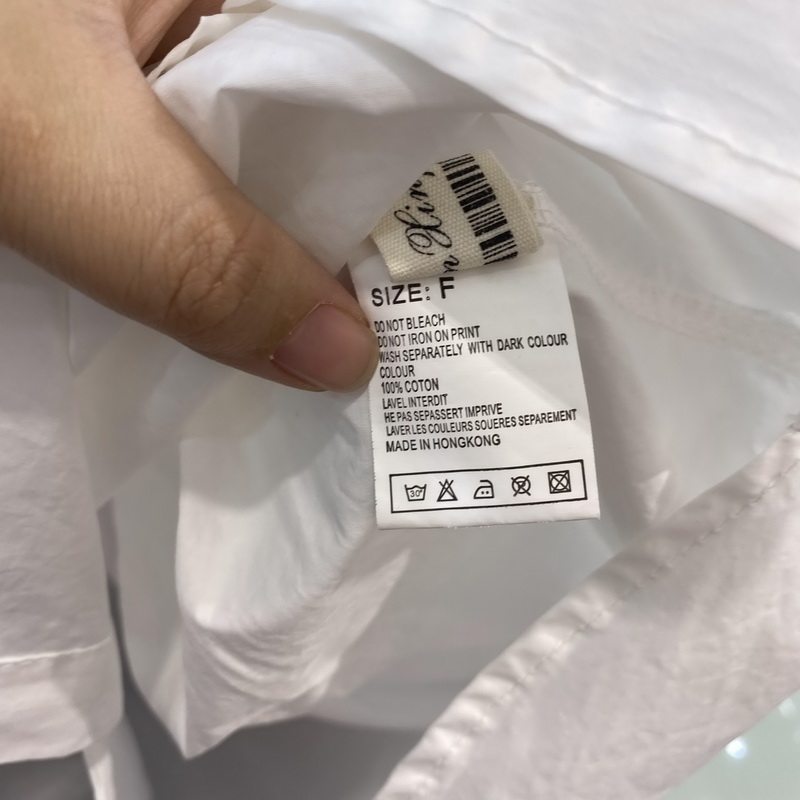 SIZE: F
DO NOT BLEACH
DO NOT IRON ON PRINT
WASH SEPARATELY WITH DARK COLOUR
COLOUR
100% COTON
LAVEL INTERDIT
HE PAS SEPASSERT IMPRIVE
LAVER LES COULEURS SOUERES SEPAREMENT
MADE IN HONGKONG
30°